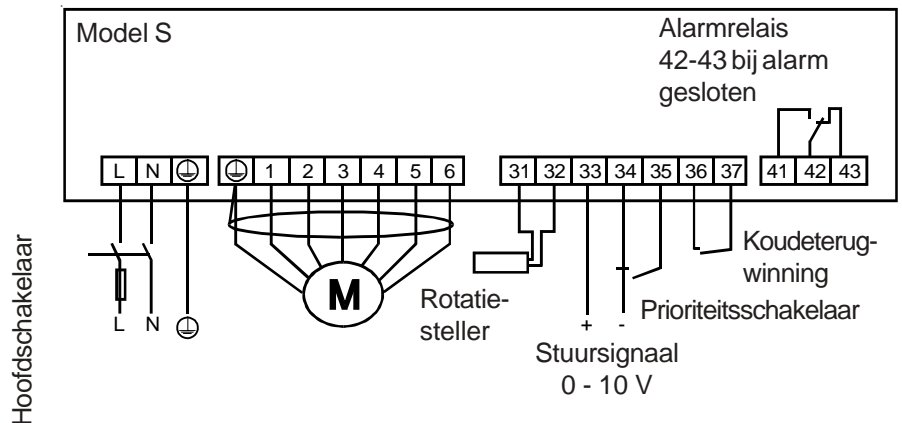 Model S
Alarmrelais
42-43 bij alarm
gesloten
L N 1 2 3 4 5 6 31 32 33 34 35 36 37 41 42 43
Hoofdschakelaar
L N
M
Rotatie-
steller
+ -
Stuursignaal
0 - 10 V
Koudeterug-
winning
Prioriteitsschakelaar